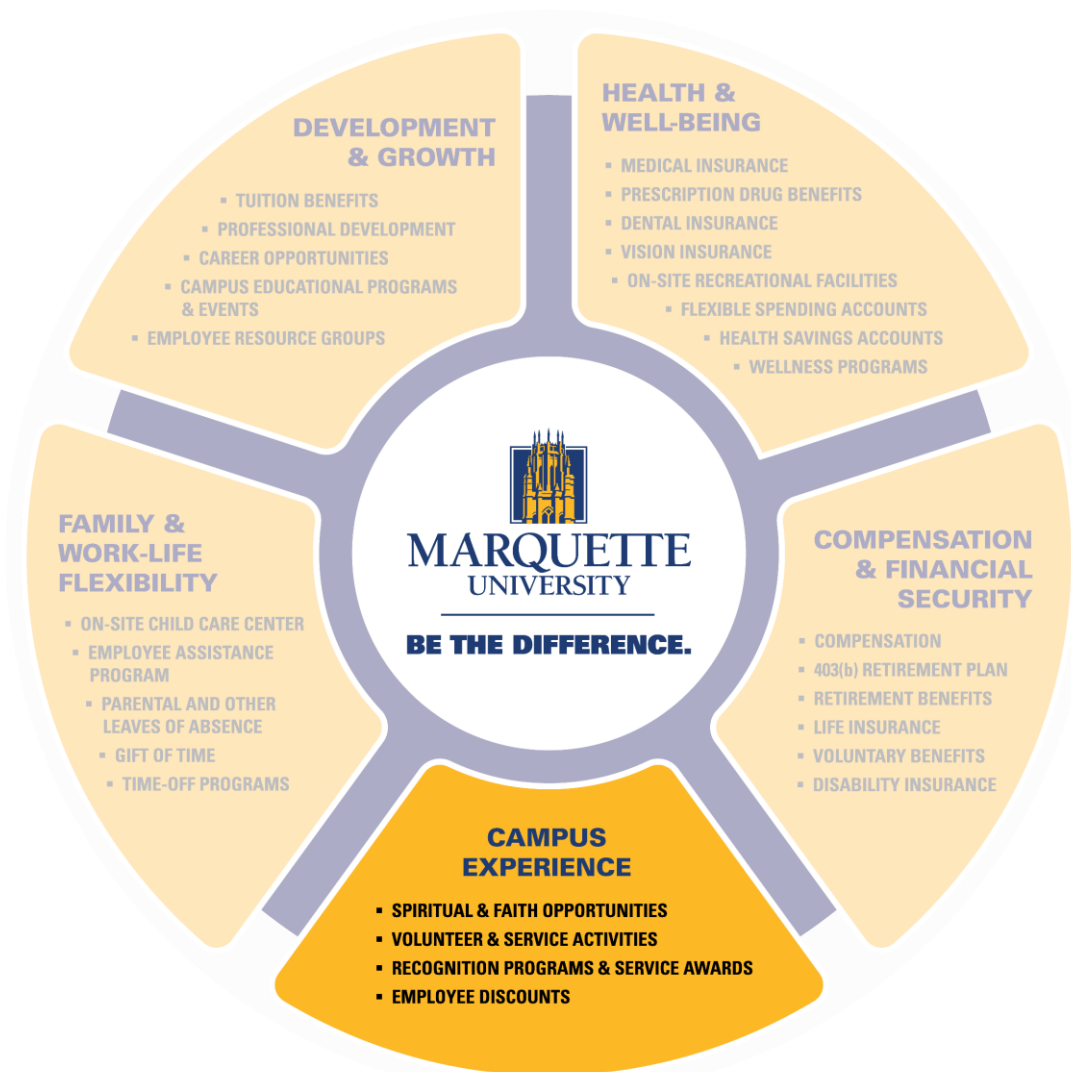 DEVELOPMENT
& GROWTH
▪ TUITION BENEFITS
▪ PROFESSIONAL DEVELOPMENT
▪ CAREER OPPORTUNITIES
▪ CAMPUS EDUCATIONAL PROGRAMS
& EVENTS
▪ EMPLOYEE RESOURCE GROUPS
HEALTH &
WELL-BEING
▪ MEDICAL INSURANCE
▪ PRESCRIPTION DRUG BENEFITS
▪ DENTAL INSURANCE
▪ VISION INSURANCE
▪ ON-SITE RECREATIONAL FACILITIES
▪ FLEXIBLE SPENDING ACCOUNTS
▪ HEALTH SAVINGS ACCOUNTS
▪ WELLNESS PROGRAMS
FAMILY &
WORK-LIFE
FLEXIBILITY
▪ ON-SITE CHILD CARE CENTER
▪ EMPLOYEE ASSISTANCE
PROGRAM
▪ PARENTAL AND OTHER
LEAVES OF ABSENCE
▪ GIFT OF TIME
▪ TIME-OFF PROGRAMS
MARQUETTE
UNIVERSITY
BE THE DIFFERENCE.
COMPENSATION
& FINANCIAL
SECURITY
▪ COMPENSATION
▪ 403(b) RETIREMENT PLAN
▪ RETIREMENT BENEFITS
▪ LIFE INSURANCE
▪ VOLUNTARY BENEFITS
▪ DISABILITY INSURANCE
CAMPUS
EXPERIENCE
▪ SPIRITUAL & FAITH OPPORTUNITIES
▪ VOLUNTEER & SERVICE ACTIVITIES
▪ RECOGNITION PROGRAMS & SERVICE AWARDS
▪ EMPLOYEE DISCOUNTS